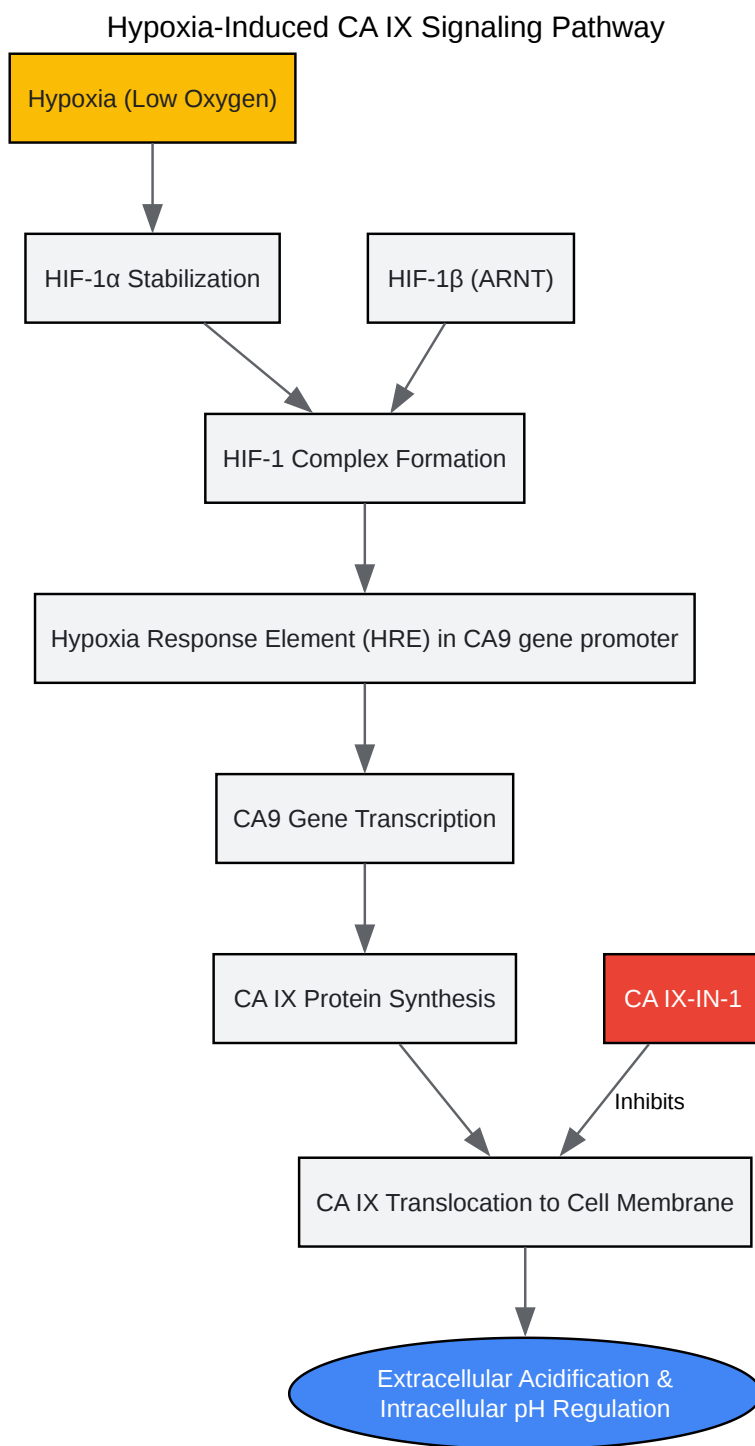 Hypoxia-Induced CA IX Signaling Pathway
Hypoxia (Low Oxygen)
HIF-1α Stabilization
HIF-1β (ARNT)
HIF-1 Complex Formation
Hypoxia Response Element (HRE) in CA9 gene promoter
CA9 Gene Transcription
CA IX Protein Synthesis
CA IX-IN-1
Inhibits
CA IX Translocation to Cell Membrane
Extracellular Acidification &
Intracellular pH Regulation